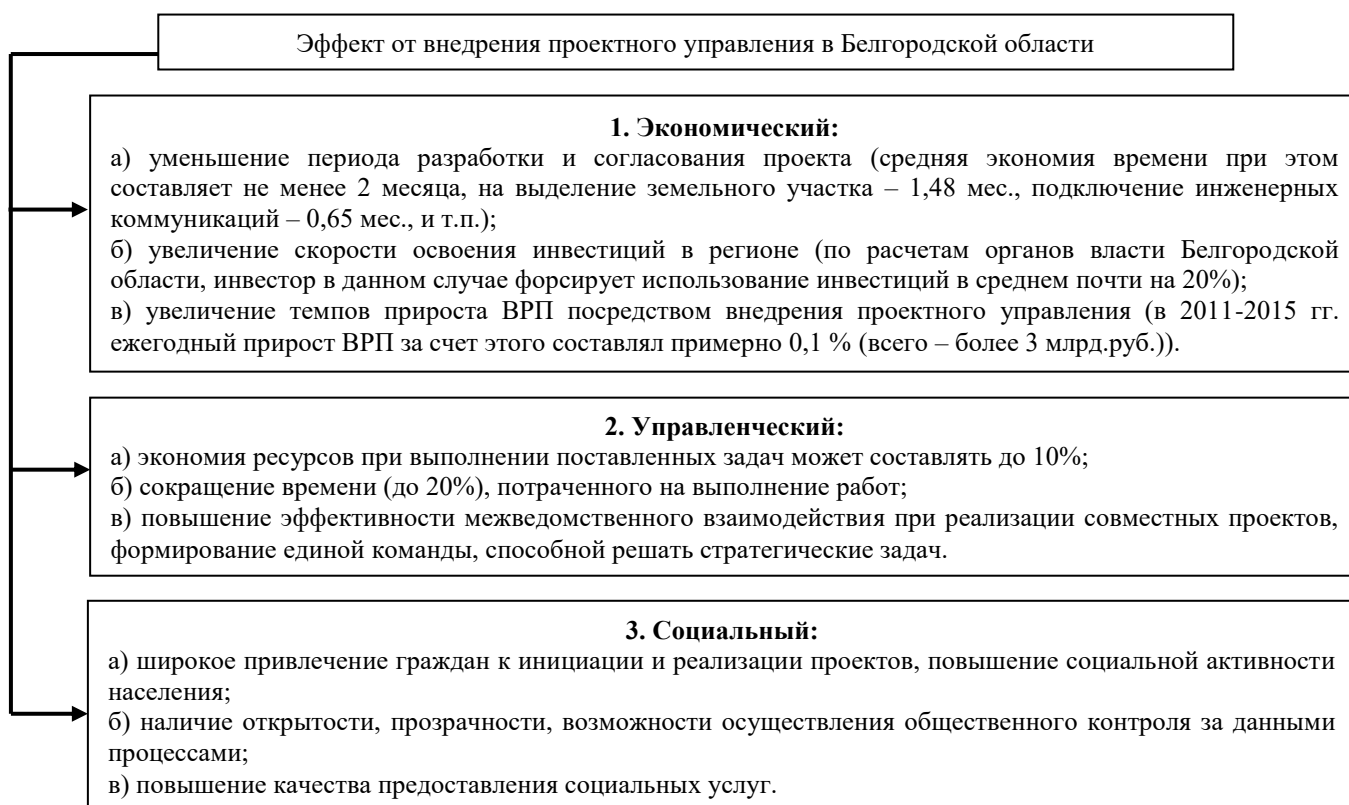 Эффект от внедрения проектного управления в Белгородской области
1. Экономический:
а) уменьшение периода разработки и согласования проекта (средняя экономия времени при этом
составляет не менее 2 месяца, на выделение земельного участка – 1,48 мес., подключение инженерных
коммуникаций – 0,65 мес., и т.п.);
б) увеличение скорости освоения инвестиций в регионе (по расчетам органов власти Белгородской
области, инвестор в данном случае форсирует использование инвестиций в среднем почти на 20%);
в) увеличение темпов прироста ВРП посредством внедрения проектного управления (в 2011-2015 гг.
ежегодный прирост ВРП за счет этого составлял примерно 0,1 % (всего – более 3 млрд.руб.)).
2. Управленческий:
а) экономия ресурсов при выполнении поставленных задач может составлять до 10%;
б) сокращение времени (до 20%), потраченного на выполнение работ;
в) повышение эффективности межведомственного взаимодействия при реализации совместных проектов,
формирование единой команды, способной решать стратегические задач.
3. Социальный:
а) широкое привлечение граждан к инициации и реализации проектов, повышение социальной активности
населения;
б) наличие открытости, прозрачности, возможности осуществления общественного контроля за данными
процессами;
в) повышение качества предоставления социальных услуг.